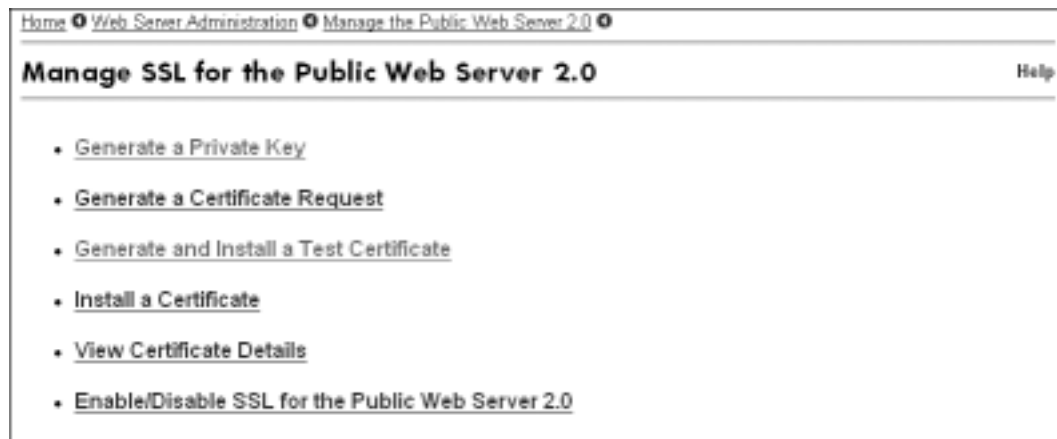 Home Web Server Administration Manage the Public Web Server 2.0
Manage SSL for the Public Web Server 2.0 Help
Generate a Private Key
Generate a Certificate Request
Generate and Install a Test Certificate
Install a Certificate
View Certificate Details
Enable/Disable SSL for the Public Web Server 2.0